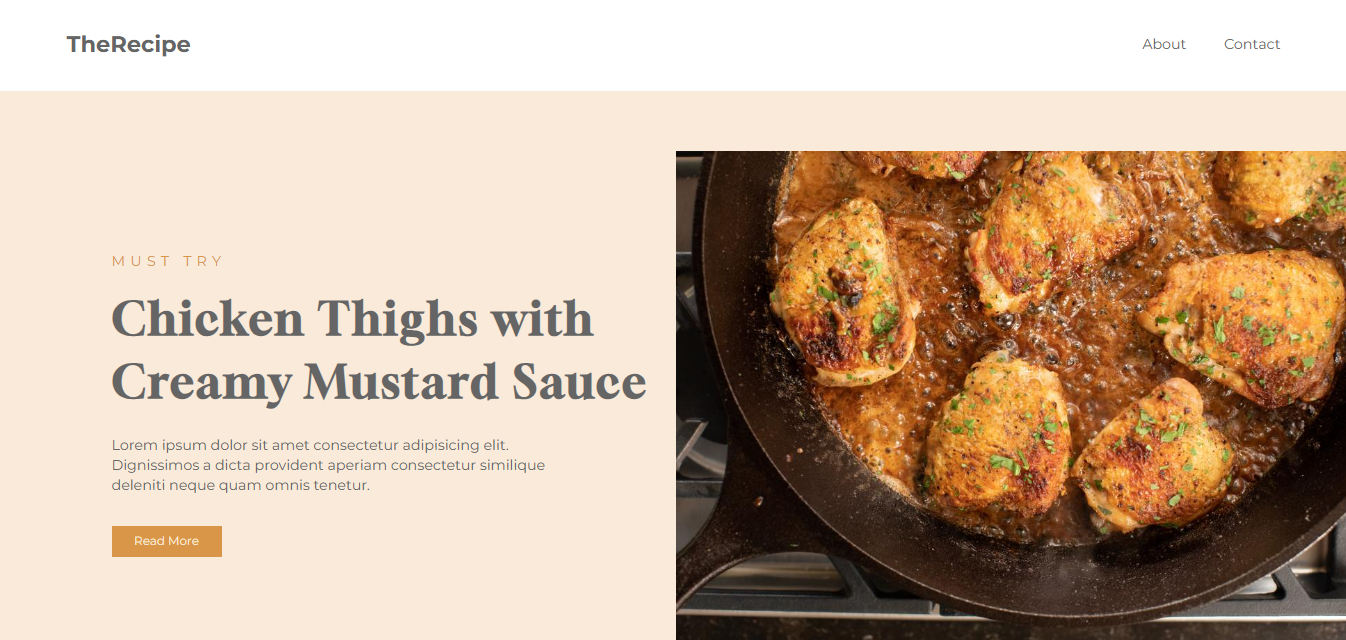 TheRecipe
About Contact
MUST TRY
Chicken Thighs with
Creamy Mustard Sauce
Lorem ipsum dolor sit amet consectetur adipisicing elit.
Dignissimos a dicta provident aperiam consectetur similique
deleniti neque quam omnis tenetur.
Read More